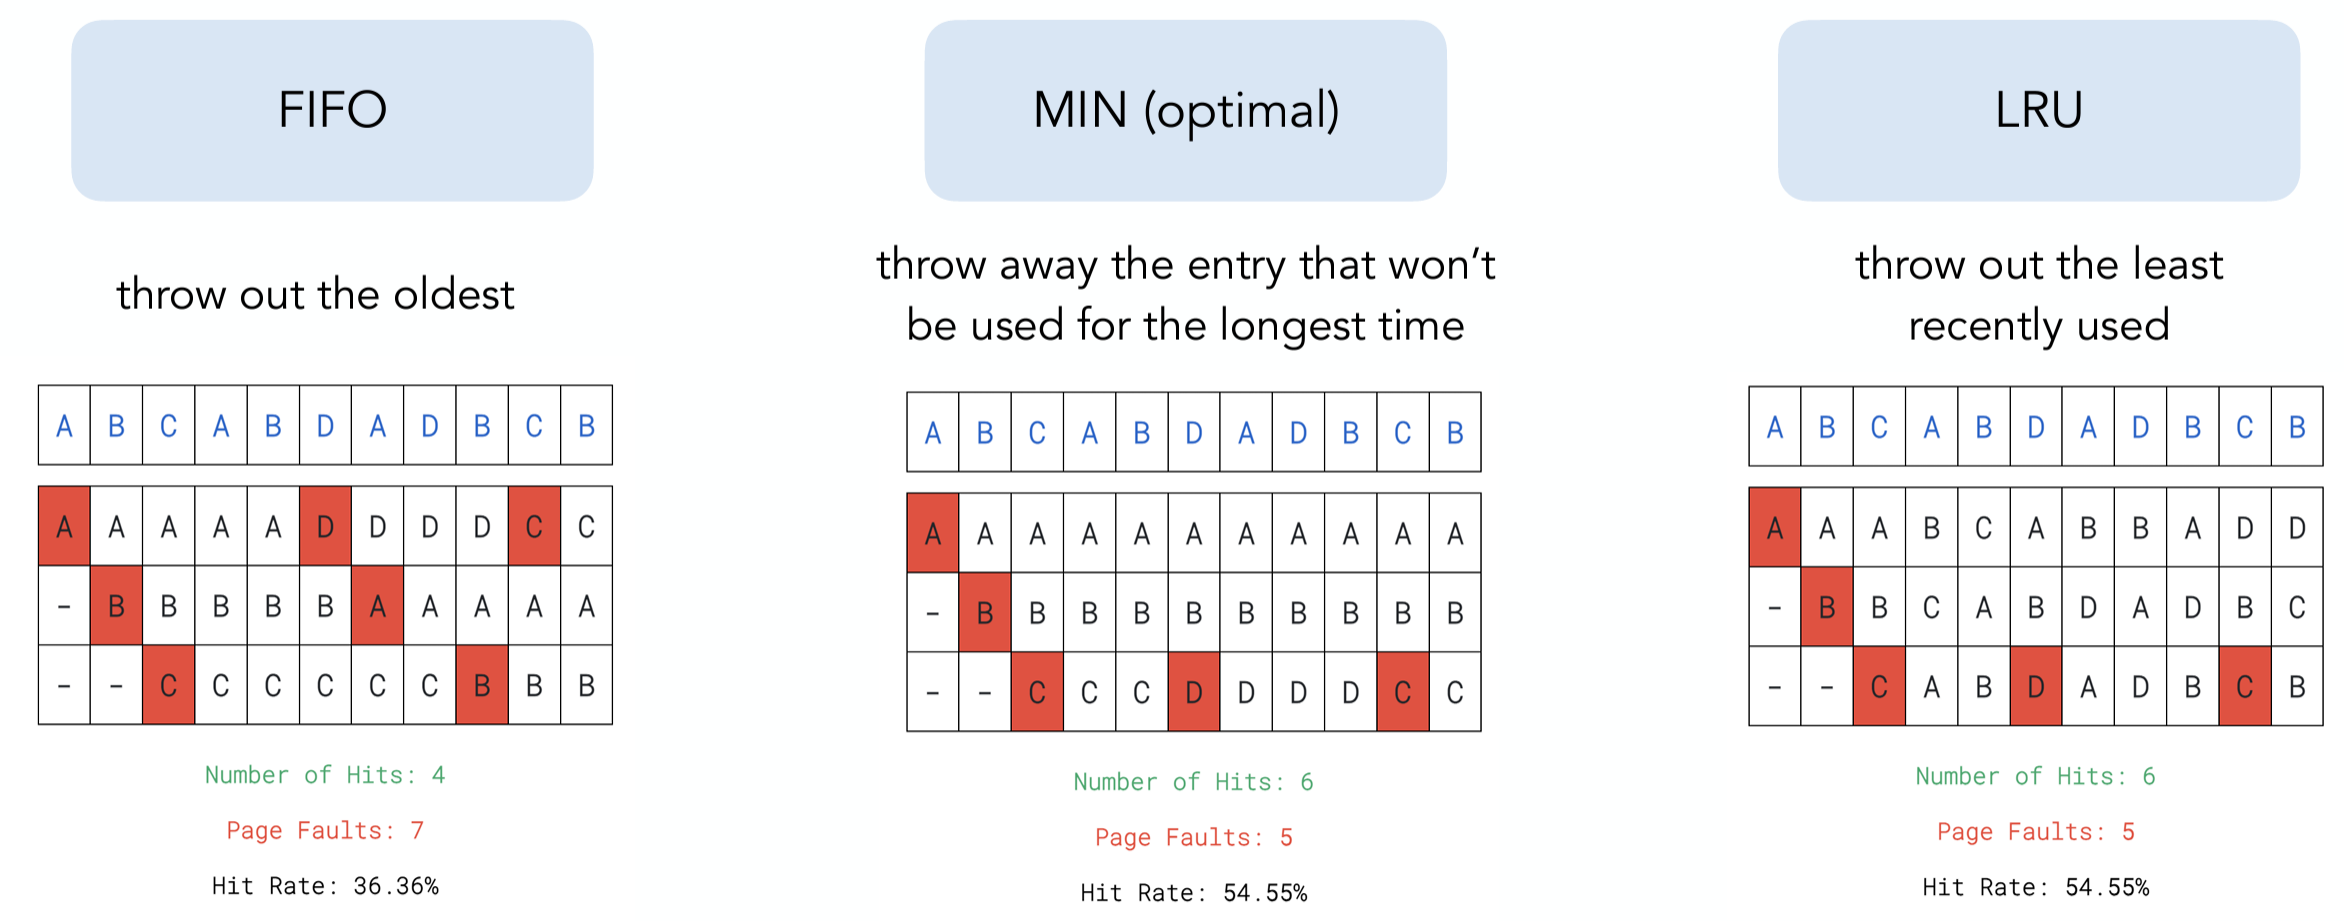 FIFO
throw out the oldest
A B C A B D A D B C B
A A A A A D D D D C C
- B B B B B A A A A A
- - C C C C C C B B B
Number of Hits: 4
Page Faults: 7
Hit Rate: 36.36%
MIN (optimal)
throw away the entry that won’t
be used for the longest time
A B C A B D A D B C B
A A A A A A A A A A A
- B B B B B B B B B B
- - C C C D D D D C C
Number of Hits: 6
Page Faults: 5
Hit Rate: 54.55%
LRU
throw out the least
recently used
A B C A B D A D B C B
A A A B C A B B A D D
- B B C A B D A D B C
- - C A B D A D B C B
Number of Hits: 6
Page Faults: 5
Hit Rate: 54.55%